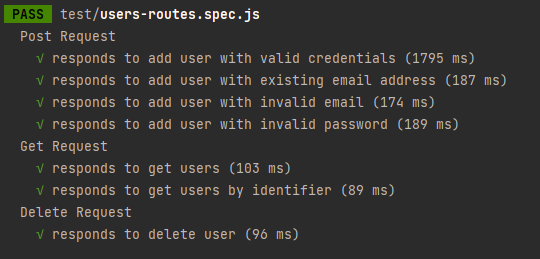 PASS test/users-routes.spec.js
Post Request
√ responds to add user with valid credentials (1795 ms)
√ responds to add user with existing email address (187 ms)
√ responds to add user with invalid email (174 ms)
√ responds to add user with invalid password (189 ms)
Get Request
√ responds to get users (103 ms)
√ responds to get users by identifier (89 ms)
Delete Request
√ responds to delete user (96 ms)